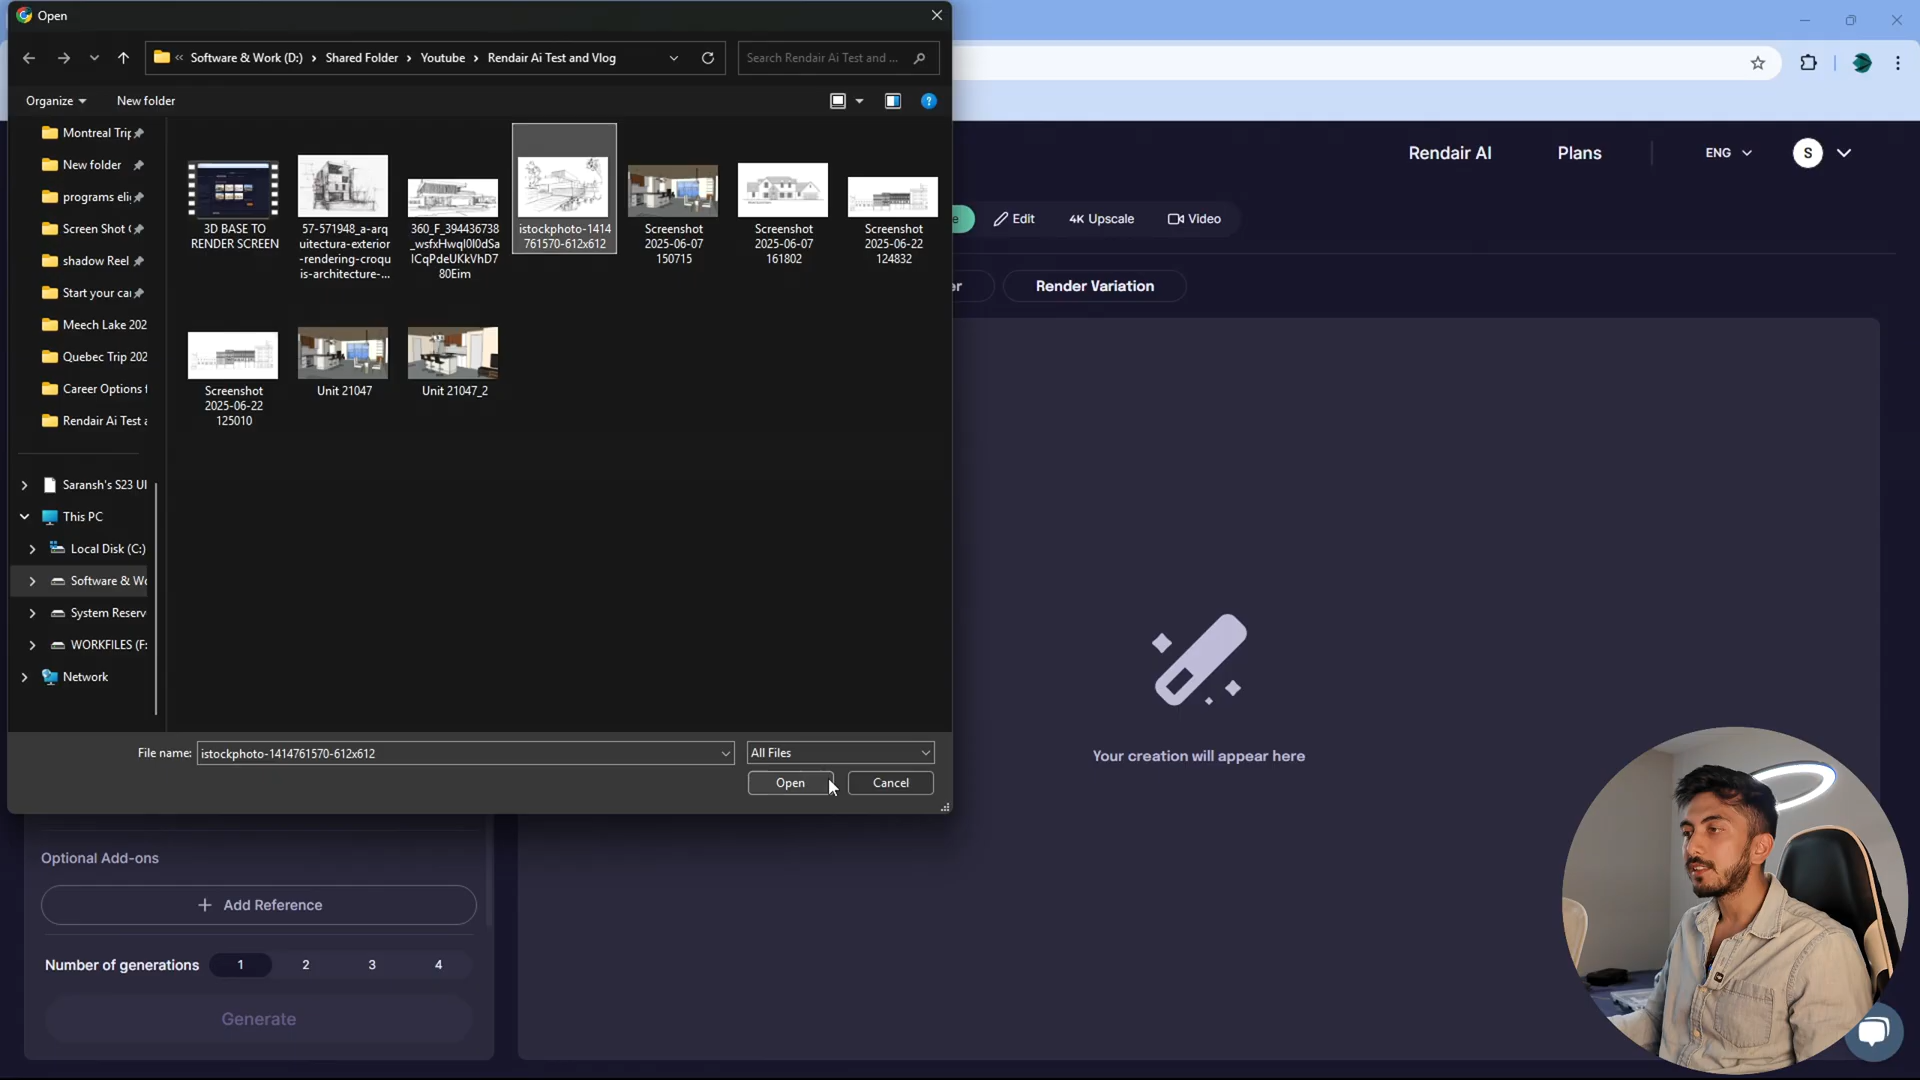 Open
« Software & Work (D:) › Shared Folder › Youtube › Rendair Ai Test and Vlog
Search Rendair Ai Test and ...
Organize
New folder
Montreal Trip
New folder
programs eli
Screen Shot (
shadow Reel
Start your ca
Meech Lake 202
Quebec Trip 202
Career Options f
Rendair Ai Test a
Saransh's S23 Ul
This PC
Local Disk (C:)
Software & Wo
System Reserv
WORKFILES (F:
Network
3D BASE TO
RENDER SCREEN
57-571948_a-arq
uitectura-exterior
-rendering-croqu
is-architecture-...
360_F_394436738
istockphoto-1414
761570-612x612
Screenshot
2025-06-07
150715
Screenshot
2025-06-07
161802
Screenshot
2025-06-22
124832
Screenshot
2025-06-22
125010
Unit 21047
Unit 21047_2
File name:
istockphoto-1414761570-612x612
All Files
Open
Cancel
Rendair AI
Plans
ENG
S
e
Edit
4K Upscale
Video
er
Render Variation
Your creation will appear here
Optional Add-ons
+ Add Reference
Number of generations 1 2 3 4
Generate